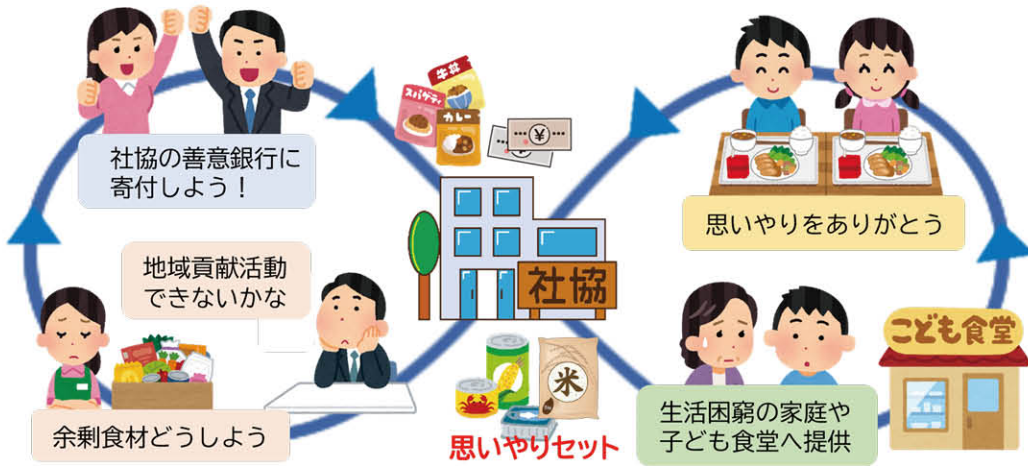 社協の善意銀行に
寄付しよう！
牛丼
スパゲティ
カレー
¥
思いやりをありがとう
地域貢献活動
できないかな
社協
こども食堂
米
余剰食材どうしよう
思いやりセット
生活困窮の家庭や
子ども食堂へ提供